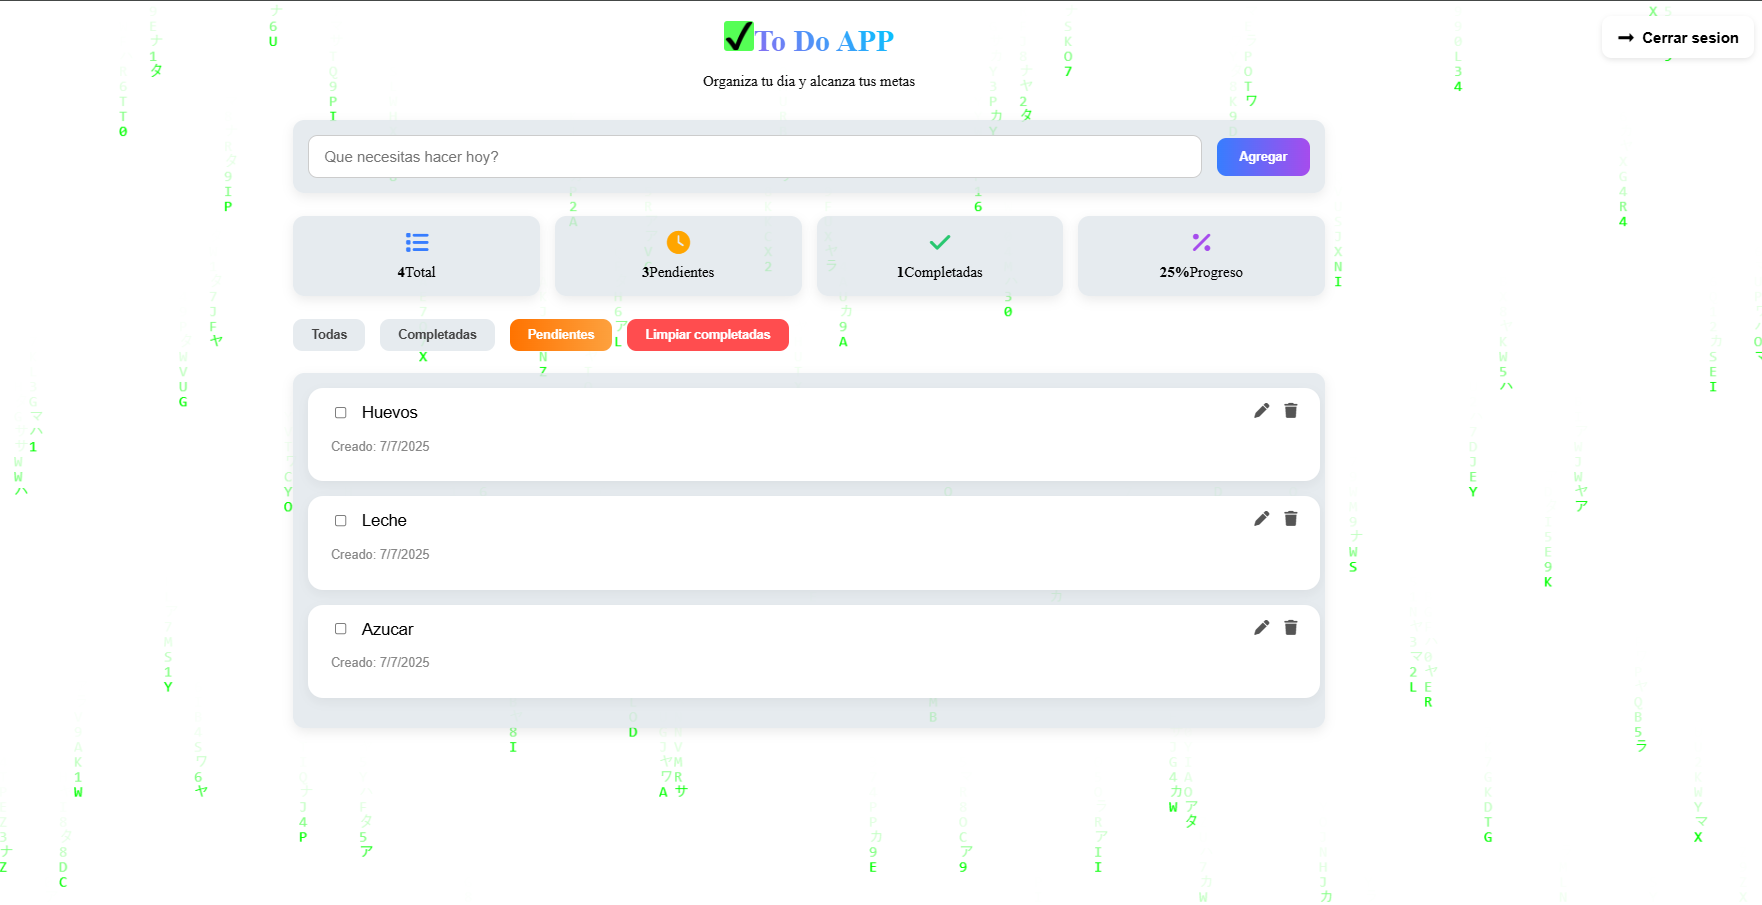 Cerrar sesion
To Do APP
Organiza tu dia y alcanza tus metas
Que necesitas hacer hoy?
Agregar
4Total
3Pendientes
1Completadas
25%Progreso
Todas
Completadas
Pendientes
Limpiar completadas
Huevos
Creado: 7/7/2025
Leche
Creado: 7/7/2025
Azucar
Creado: 7/7/2025